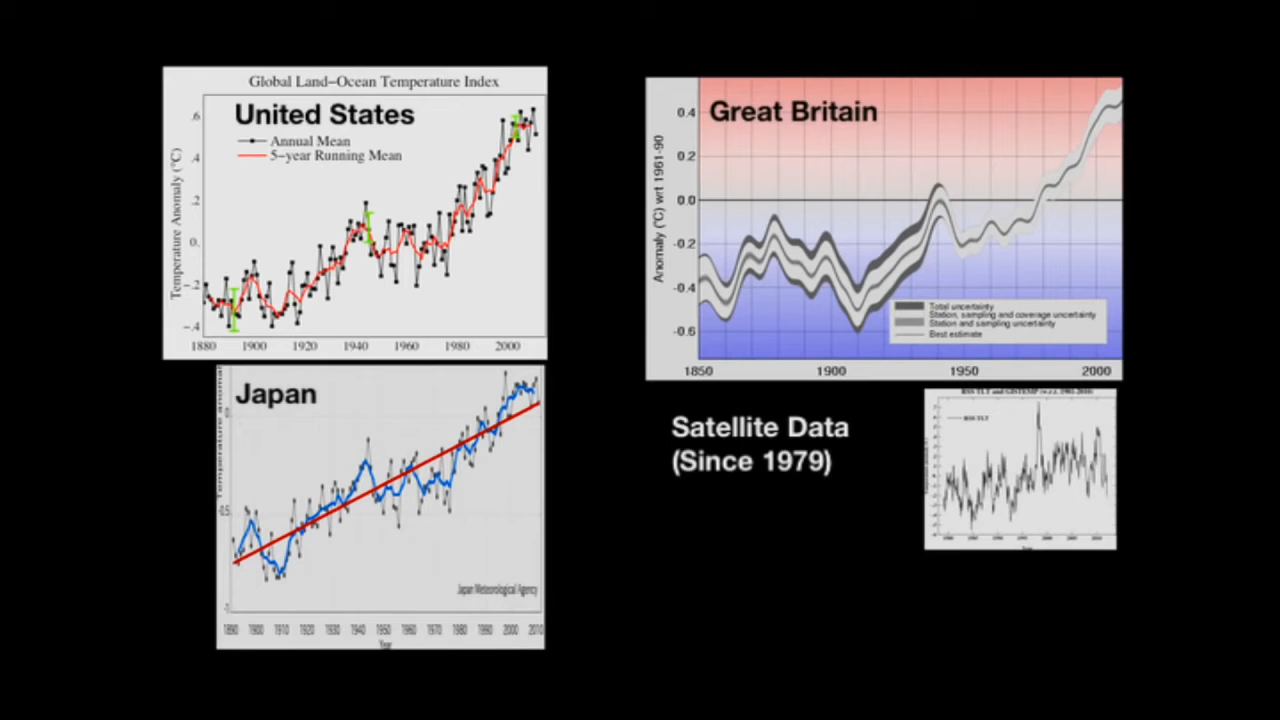 Global Land−Ocean Temperature Index
United States
Annual Mean
5−year Running Mean
Temperature Anomaly (°C)
.6
.4
.2
0.
−.2
−.4
1880 1900 1920 1940 1960 1980 2000
Great Britain
Anomaly (°C) wrt 1961-90
0.4
0.2
0.0
-0.2
-0.4
-0.6
Total uncertainty
Station, sampling and coverage uncertainty
Station and sampling uncertainty
Best estimate
1850 1900 1950 2000
Japan
Temperature
Japan Meteorological Agency
1890 1900 1910 1920 1930 1940 1950 1960 1970 1980 1990 2000 2010
Year
Satellite Data
(Since 1979)
RSS TLT